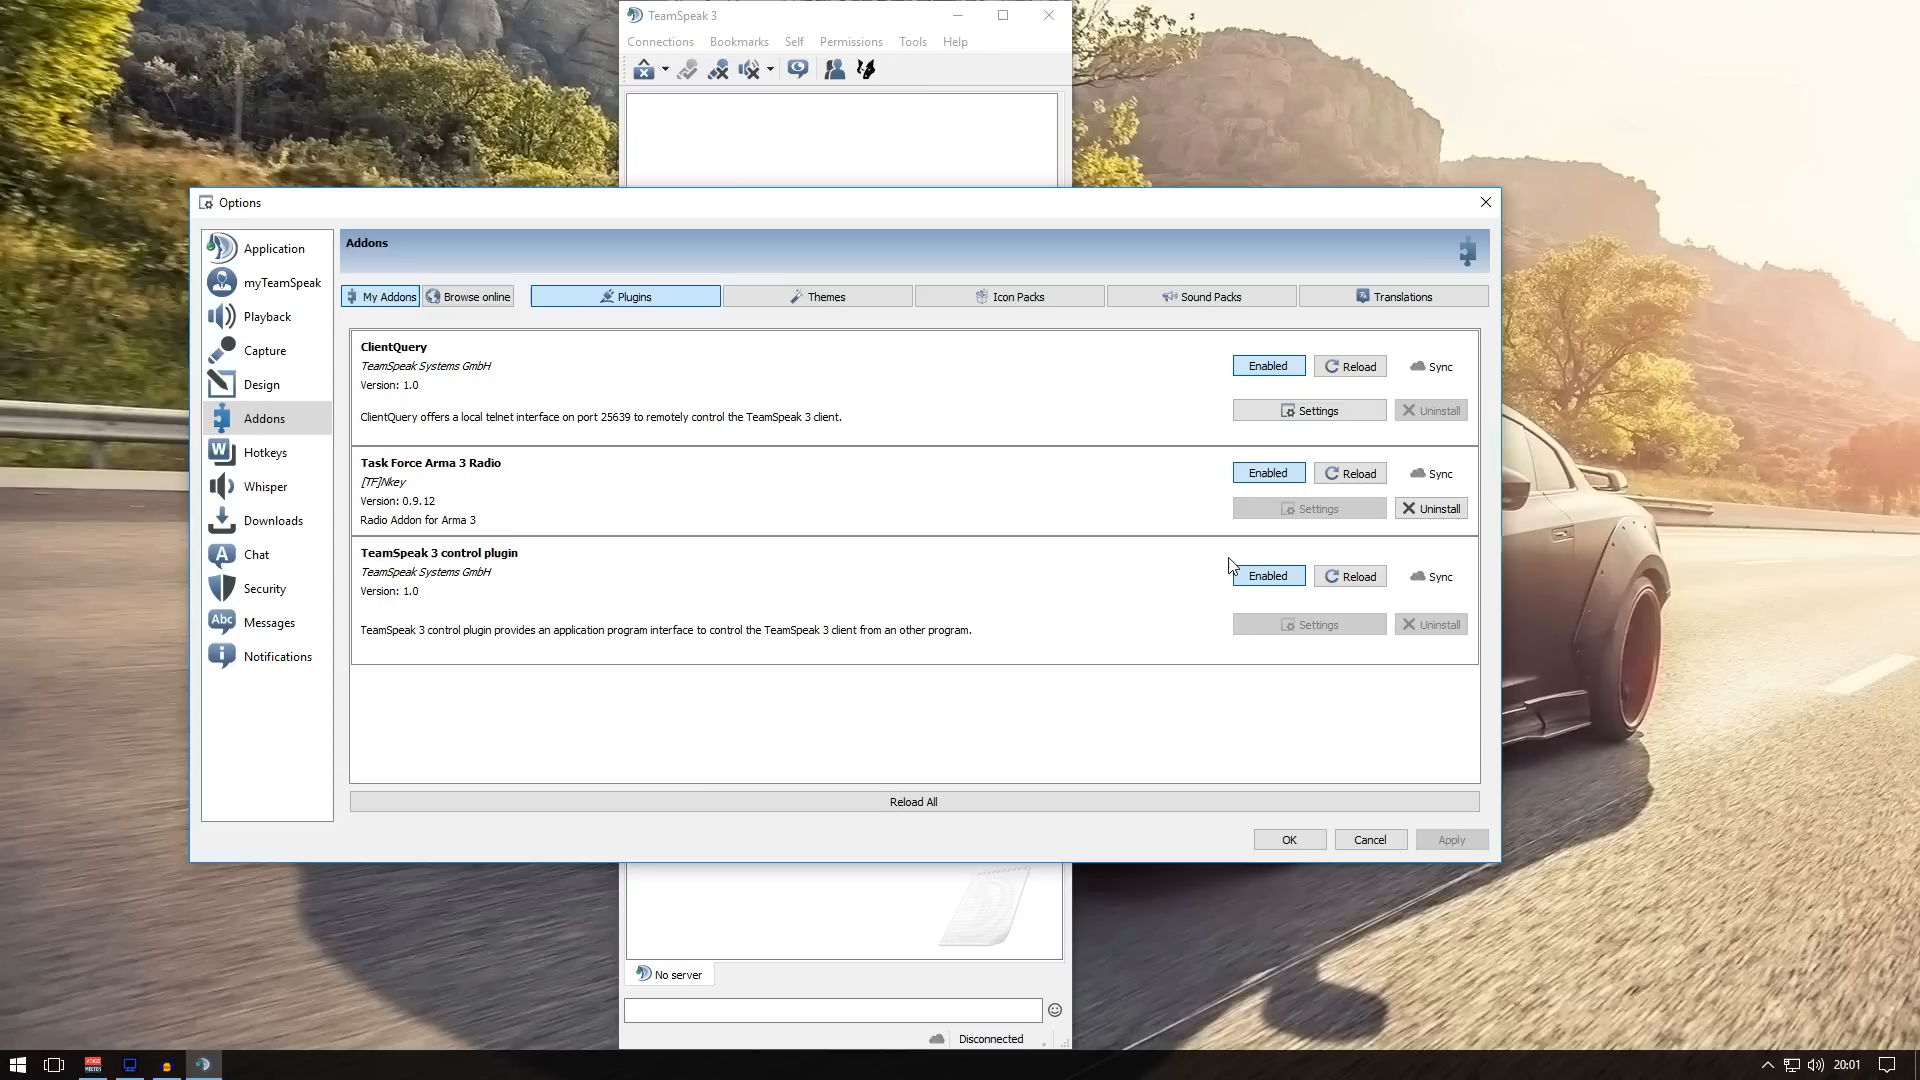 TeamSpeak 3
Connections Bookmarks Self Permissions Tools Help
Options
Application
myTeamSpeak
Playback
Capture
Design
Addons
Hotkeys
Whisper
Downloads
Chat
Security
Messages
Notifications
Addons
My Addons Browse online Plugins Themes Icon Packs Sound Packs Translations
ClientQuery
TeamSpeak Systems GmbH
Version: 1.0
ClientQuery offers a local telnet interface on port 25639 to remotely control the TeamSpeak 3 client.
Enabled Reload Sync
Settings Uninstall
Task Force Arma 3 Radio
[TF]Nkey
Version: 0.9.12
Radio Addon for Arma 3
Enabled Reload Sync
Settings Uninstall
TeamSpeak 3 control plugin
TeamSpeak Systems GmbH
Version: 1.0
TeamSpeak 3 control plugin provides an application program interface to control the TeamSpeak 3 client from an other program.
Enabled Reload Sync
Settings Uninstall
Reload All
OK Cancel Apply
No server
Disconnected
20:01